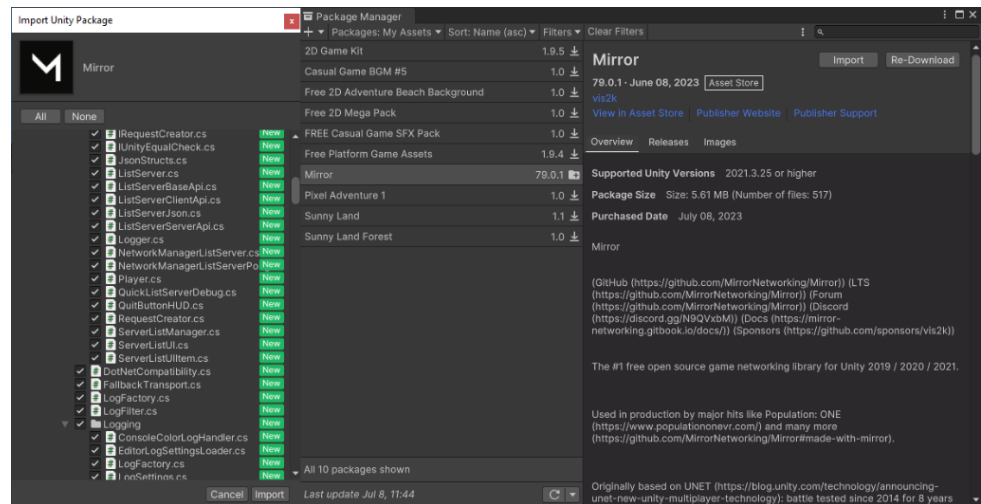 Import Unity Package
x
Mirror
All
None
IRequestCreator.cs New
IUnityEqualCheck.cs New
JsonStructs.cs New
ListServer.cs New
ListServerBaseApi.cs New
ListServerClientApi.cs New
ListServerJson.cs New
ListServerServerApi.cs New
Logger.cs New
NetworkManagerListServer.cs New
NetworkManagerListServerPo New
Player.cs New
QuickListServerDebug.cs New
QuitButtonHUD.cs New
RequestCreator.cs New
ServerListManager.cs New
ServerListUI.cs New
ServerListUIItem.cs New
DotNetCompatibility.cs New
FallbackTransport.cs New
LogFactory.cs New
LogFilter.cs New
Logging New
ConsoleColorLogHandler.cs New
EditorLogSettingsLoader.cs New
LogFactory.cs New
LogSettings.cs New
Cancel
Import
Package Manager
+ Packages: My Assets Sort: Name (asc) Filters Clear Filters
2D Game Kit 1.9.5
Casual Game BGM #5 1.0
Free 2D Adventure Beach Background 1.0
Free 2D Mega Pack 1.0
FREE Casual Game SFX Pack 1.0
Free Platform Game Assets 1.9.4
Mirror 79.0.1
Pixel Adventure 1 1.0
Sunny Land 1.1
Sunny Land Forest 1.0
All 10 packages shown
Last update Jul 8, 11:44
Mirror
Import
Re-Download
79.0.1 · June 08, 2023 Asset Store
vis2k
View in Asset Store Publisher Website Publisher Support
Overview Releases Images
Supported Unity Versions 2021.3.25 or higher
Package Size Size: 5.61 MB (Number of files: 517)
Purchased Date July 08, 2023
Mirror
(GitHub (https://github.com/MirrorNetworking/Mirror)) (LTS
(https://github.com/MirrorNetworking/Mirror)) (Forum
(https://github.com/MirrorNetworking/Mirror)) (Discord
(https://discord.gg/N9QVxbM)) (Docs (https://mirror-
networking.gitbook.io/docs/)) (Sponsors (https://github.com/sponsors/vis2k))
The #1 free open source game networking library for Unity 2019 / 2020 / 2021.
Used in production by major hits like Population: ONE
(https://www.populationonevr.com/) and many more
(https://github.com/MirrorNetworking/Mirror#made-with-mirror).
Originally based on UNET (https://blog.unity.com/technology/announcing-
unet-new-unity-multiplayer-technology): battle tested since 2014 for 8 years